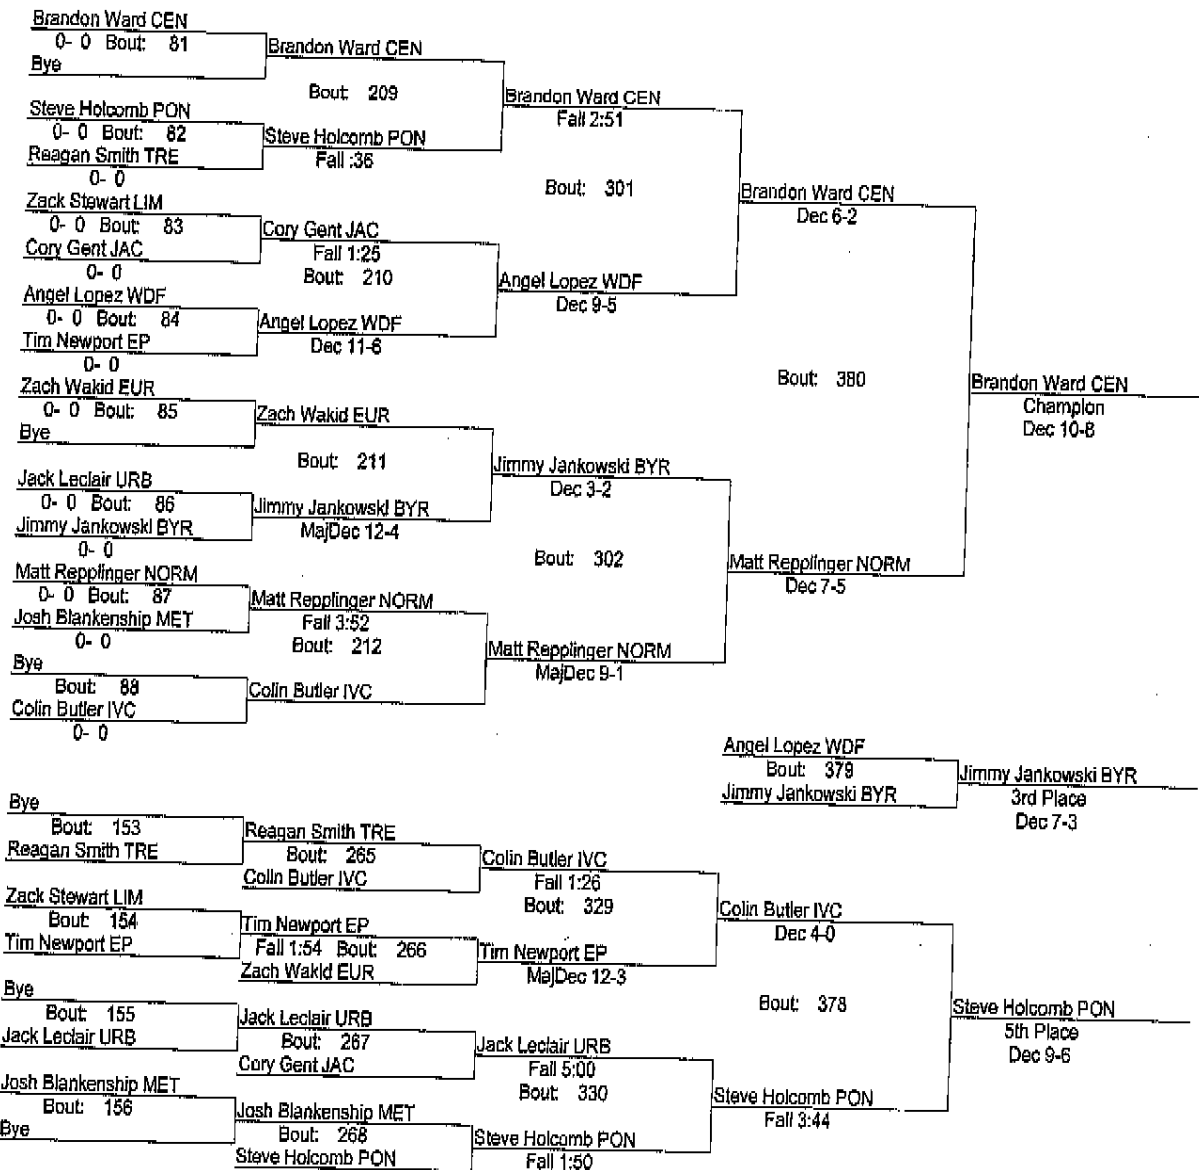 Brandon Ward CEN
0- 0 Bout: 81
Bye
Brandon Ward CEN
Bout: 209
Steve Holcomb PON
0- 0 Bout: 82
Reagan Smith TRE
0- 0
Steve Holcomb PON
Fall :36
Brandon Ward CEN
Fall 2:51
Bout: 301
Zack Stewart LIM
0- 0 Bout: 83
Cory Gent JAC
0- 0
Cory Gent JAC
Fall 1:25
Bout: 210
Angel Lopez WDF
0- 0 Bout: 84
Tim Newport EP
0- 0
Angel Lopez WDF
Dec 11-6
Angel Lopez WDF
Dec 9-5
Brandon Ward CEN
Dec 6-2
Bout: 380
Brandon Ward CEN
Champion
Dec 10-8
Zach Wakid EUR
0- 0 Bout: 85
Bye
Zach Wakid EUR
Bout: 211
Jack Leclair URB
0- 0 Bout: 86
Jimmy Jankowski BYR
0- 0
Jimmy Jankowski BYR
MajDec 12-4
Jimmy Jankowski BYR
Dec 3-2
Bout: 302
Matt Repplinger NORM
0- 0 Bout: 87
Josh Blankenship MET
0- 0
Matt Repplinger NORM
Fall 3:52
Bout: 212
Bye
Bout: 88
Colin Butler IVC
0- 0
Colin Butler IVC
Matt Repplinger NORM
MajDec 9-1
Matt Repplinger NORM
Dec 7-5
Angel Lopez WDF
Bout: 379
Jimmy Jankowski BYR
Jimmy Jankowski BYR
3rd Place
Dec 7-3
Bye
Bout: 153
Reagan Smith TRE
Reagan Smith TRE
Bout: 265
Colin Butler IVC
Colin Butler IVC
Fall 1:26
Bout: 329
Zack Stewart LIM
Bout: 154
Tim Newport EP
Tim Newport EP
Fall 1:54 Bout: 266
Zach Wakid EUR
Tim Newport EP
MajDec 12-3
Colin Butler IVC
Dec 4-0
Bout: 378
Bye
Bout: 155
Jack Leclair URB
Jack Leclair URB
Bout: 267
Cory Gent JAC
Jack Leclair URB
Fall 5:00
Bout: 330
Josh Blankenship MET
Bout: 156
Bye
Josh Blankenship MET
Bout: 268
Steve Holcomb PON
Steve Holcomb PON
Fall 1:50
Steve Holcomb PON
Fall 3:44
Steve Holcomb PON
5th Place
Dec 9-6